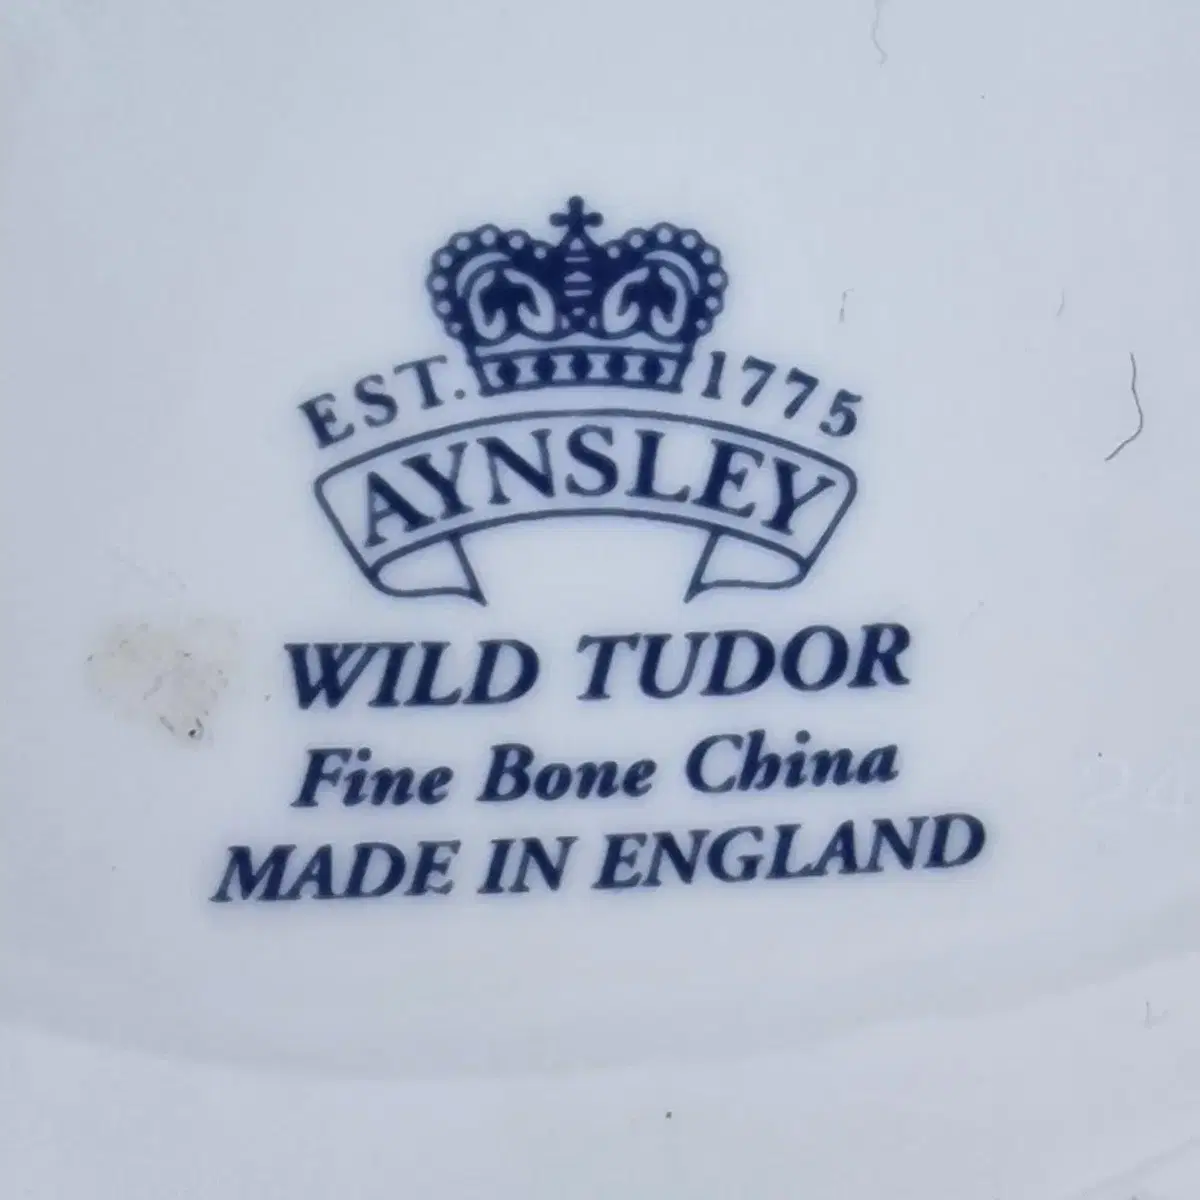 EST. 1775
AYNSLEY
WILD TUDOR
Fine Bone China
MADE IN ENGLAND